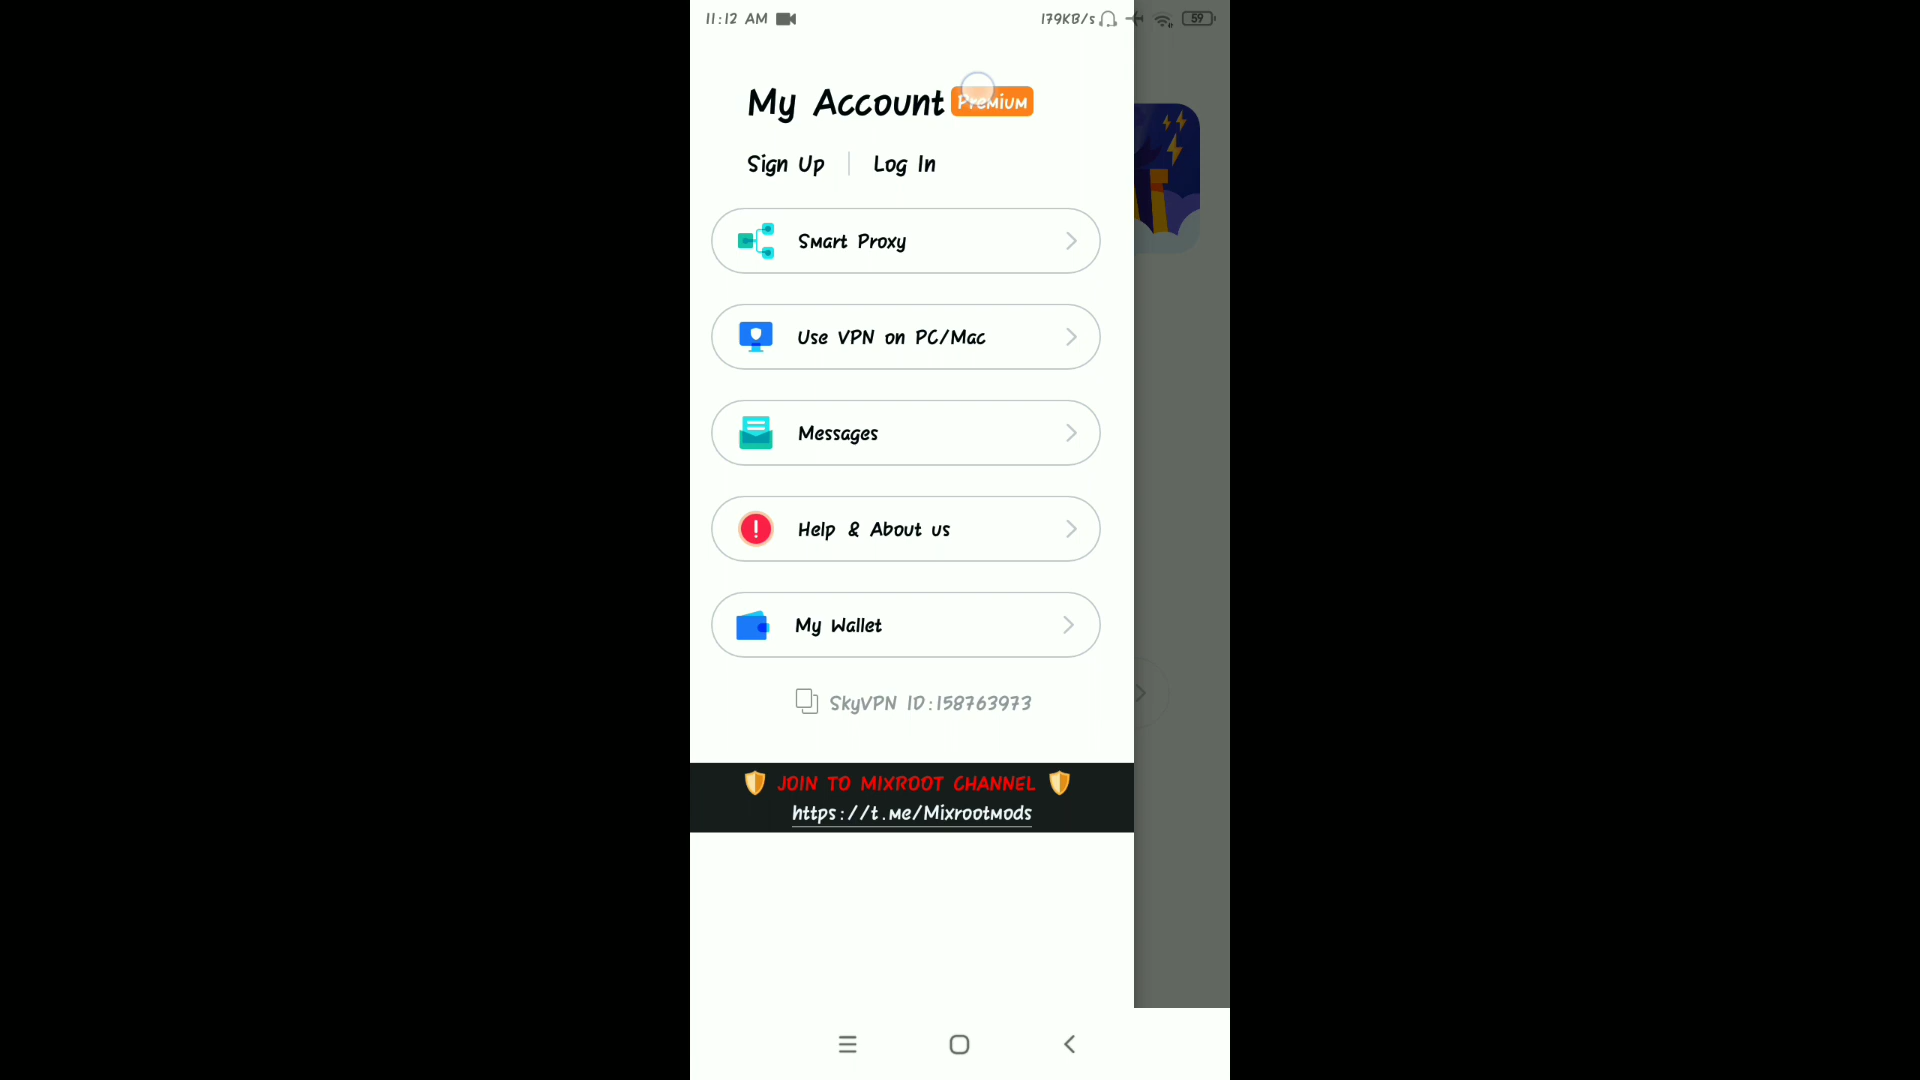 11:12 AM 179KB/s 59
My Account Premium
Sign Up | Log In
Smart Proxy
Use VPN on PC/Mac
Messages
Help & About us
My Wallet
SkyVPN ID:158763973
JOIN TO MIXROOT CHANNEL
https://t.me/Mixrootmods